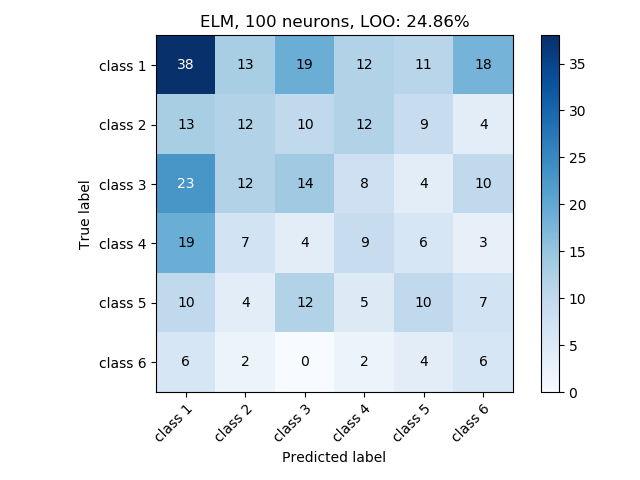 ELM, 100 neurons, LOO: 24.86%
class 1 38 13 19 12 11 18
class 2 13 12 10 12 9 4
class 3 23 12 14 8 4 10
class 4 19 7 4 9 6 3
class 5 10 4 12 5 10 7
class 6 6 2 0 2 4 6
class 1 class 2 class 3 class 4 class 5 class 6
Predicted label
True label
35
30
25
20
15
10
5
0